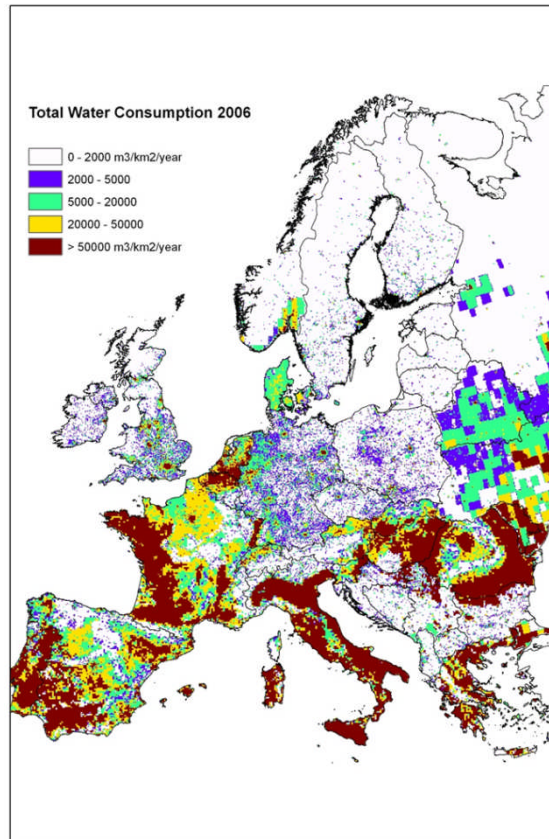 Total Water Consumption 2006
0 - 2000 m3/km2/year
2000 - 5000
5000 - 20000
20000 - 50000
> 50000 m3/km2/year